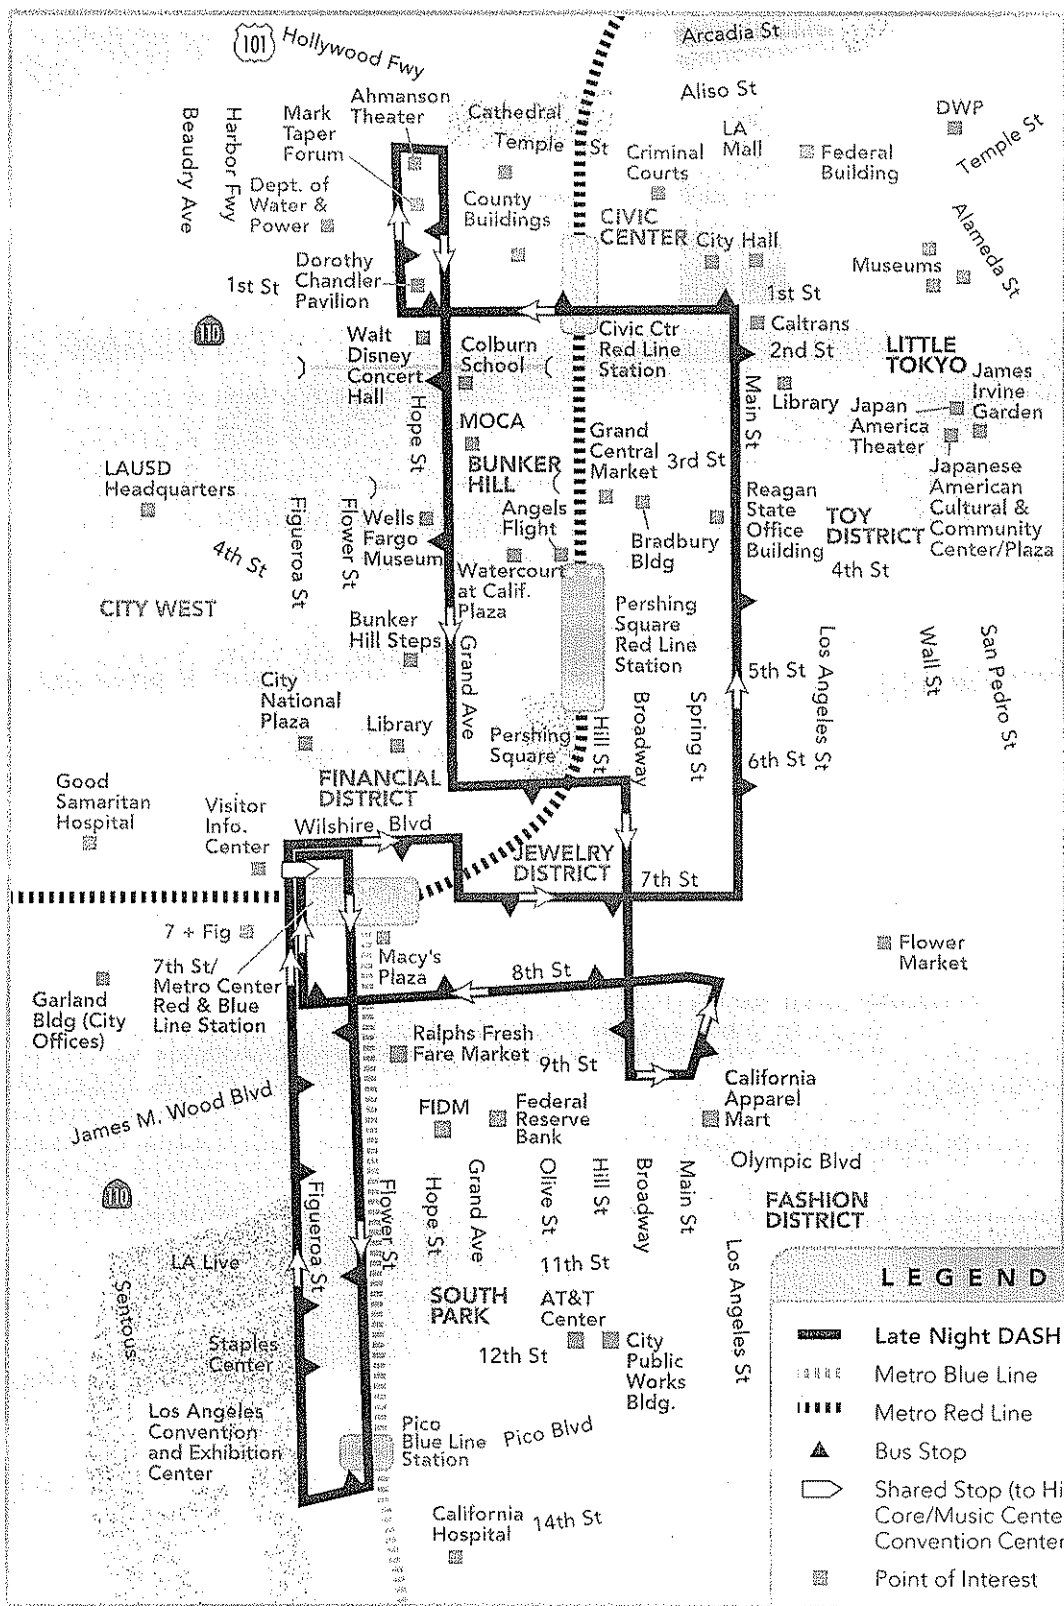 101
Hollywood Fwy
Arcadia St
Aliso St
Beaudry Ave
Harbor Fwy
Mark
Taper
Forum
Ahmanson
Theater
Cathedral
Temple St
LA
Mall
Criminal
Courts
Federal
Building
DWP
Temple St
Dept. of
Water &
Power
County
Buildings
CIVIC
CENTER
City Hall
Museums
Alameda St
1st St
Dorothy
Chandler
Pavilion
1st St
110
Walt
Disney
Concert
Hall
Colburn
School
Civic Ctr
Red Line
Station
Caltrans
2nd St
LITTLE
TOKYO
James
Irvine
Garden
Hope St
Main St
Library
Japan
America
Theater
MOCA
BUNKER
HILL
Grand
Central
Market
3rd St
Japanese
American
Cultural &
Community
Center/Plaza
LAUSD
Headquarters
Figueroa St
Flower St
Wells
Fargo
Museum
Angels
Flight
Bradbury
Bldg
Reagan
State
Office
Building
TOY
DISTRICT
4th St
4th St
Watercourt
at Calif.
Plaza
CITY WEST
Bunker
Hill Steps
Grand Ave
Pershing
Square
Red Line
Station
Los Angeles St
Wall St
San Pedro St
5th St
City
National
Plaza
Library
Pershing
Square
Hill St
Broadway
Spring St
6th St
Good
Samaritan
Hospital
Visitor
Info.
Center
FINANCIAL
DISTRICT
Wilshire Blvd
JEWELRY
DISTRICT
7th St
7 + Fig
Macy's
Plaza
8th St
Flower
Market
Garland
Bldg (City
Offices)
7th St/
Metro Center
Red & Blue
Line Station
Ralphs Fresh
Fare Market
9th St
James M. Wood Blvd
FIDM
Federal
Reserve
Bank
California
Apparel
Mart
Olympic Blvd
110
Figueroa St
Flower St
Hope St
Grand Ave
Olive St
Hill St
Broadway
Main St
FASHION
DISTRICT
LA Live
11th St
Los Angeles St
Sentous
SOUTH
PARK
AT&T
Center
Staples
Center
12th St
City
Public
Works
Bldg.
Los Angeles
Convention
and Exhibition
Center
Pico
Blue Line
Station
Pico Blvd
California
Hospital
14th St
LEGEND
Late Night DASH
Metro Blue Line
Metro Red Line
Bus Stop
Shared Stop (to Hi
Core/Music Cente
Convention Center
Point of Interest